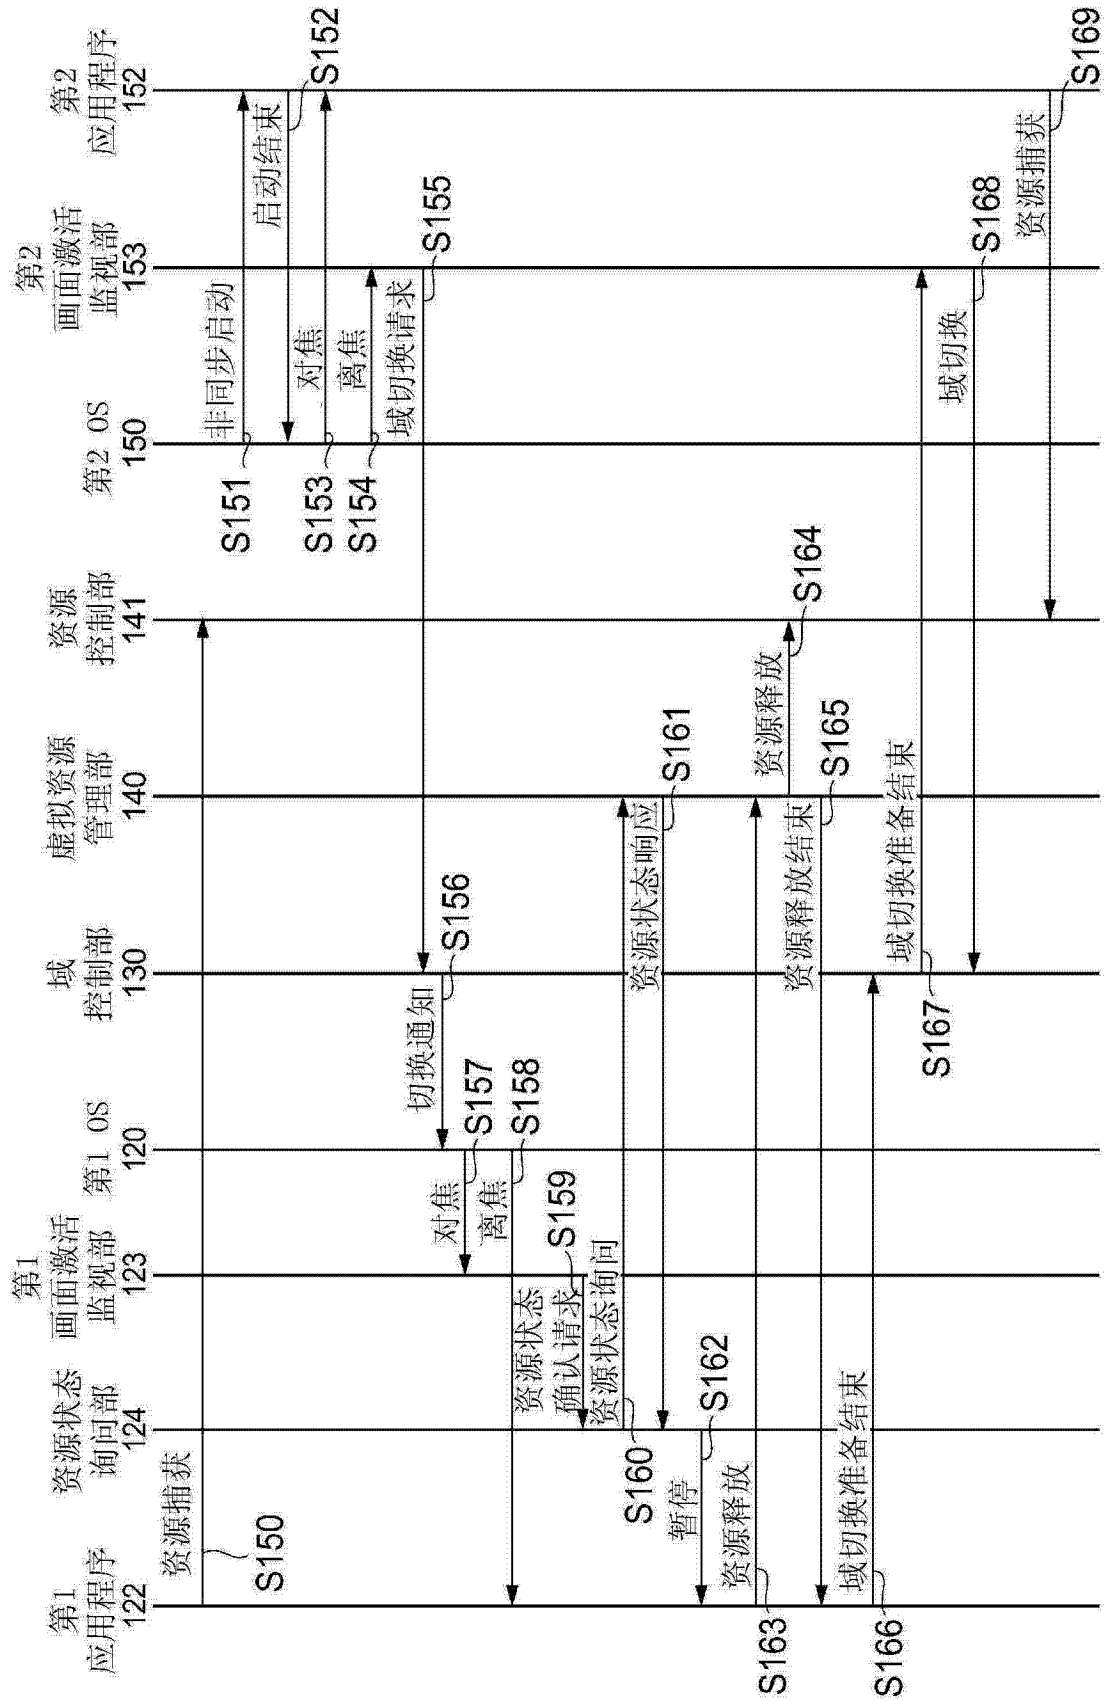 第1
应用程序
122
资源状态
询问部
124
第1
画面激活
监视部
123
第1 OS
120
域
控制部
130
虚拟资源
管理部
140
资源
控制部
141
第2 OS
150
第2
画面激活
监视部
153
第2
应用程序
152
资源捕获
S150
非同步启动
S151
启动结束
S152
对焦
S153
离焦
S154
域切换请求
S155
切换通知
S156
对焦
S157
离焦
S158
资源状态
确认请求
S159
资源状态询问
S160
资源状态响应
S161
暂停
S162
资源释放
S163
资源释放
S164
资源释放结束
S165
域切换准备结束
S166
域切换准备结束
S167
域切换
S168
资源捕获
S169